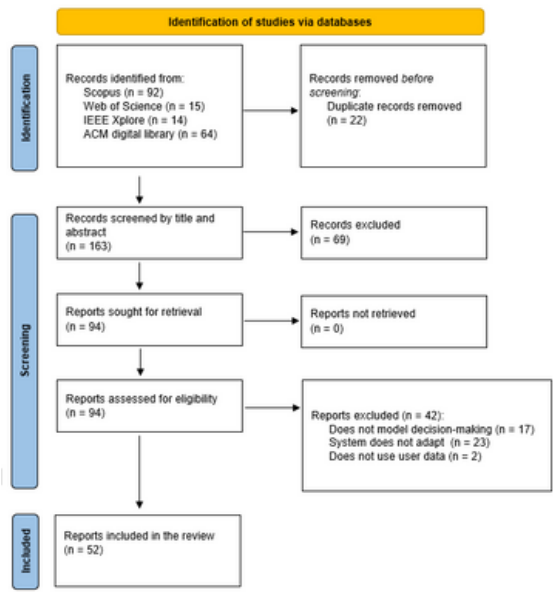 Identification of studies via databases
Identification
Records identified from:
Scopus (n = 92)
Web of Science (n = 15)
IEEE Xplore (n = 14)
ACM digital library (n = 64)
Records removed before
screening:
Duplicate records removed
(n = 22)
Screening
Records screened by title and
abstract
(n = 163)
Records excluded
(n = 69)
Reports sought for retrieval
(n = 94)
Reports not retrieved
(n = 0)
Reports assessed for eligibility
(n = 94)
Reports excluded (n = 42):
Does not model decision-making (n = 17)
System does not adapt (n = 23)
Does not use user data (n = 2)
Included
Reports included in the review
(n = 52)